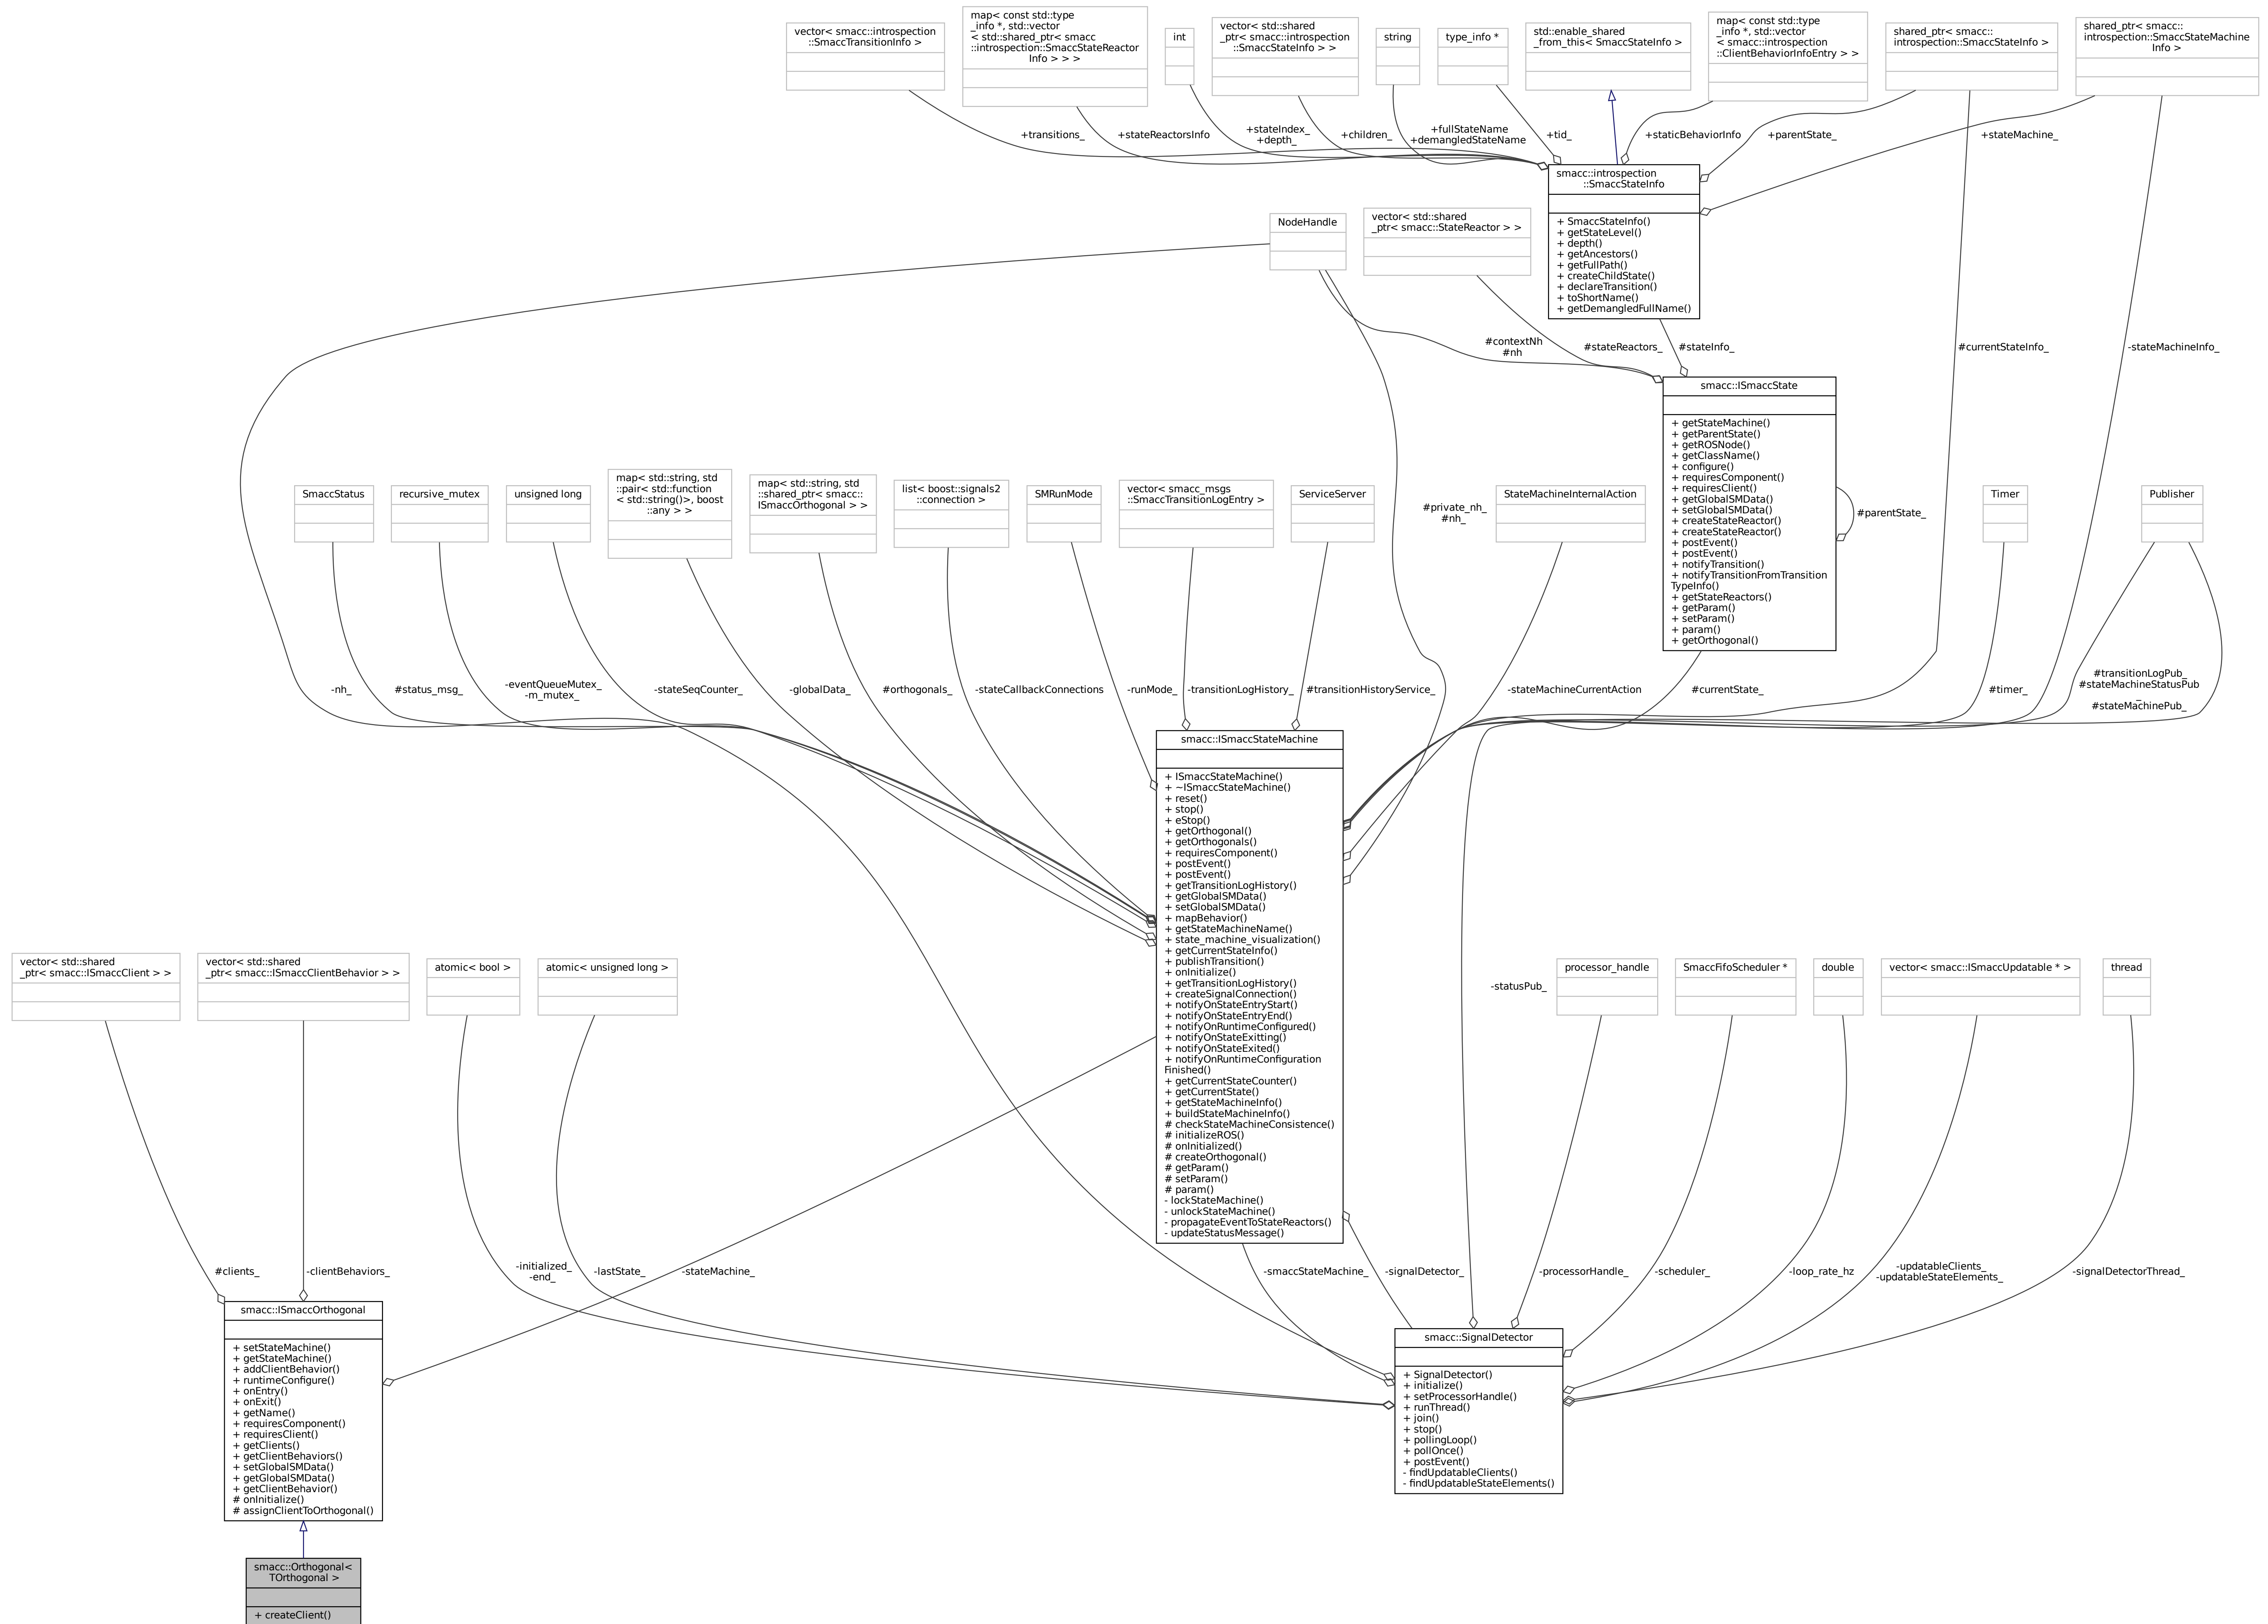 vector< smacc::introspection
::SmaccTransitionInfo >
map< const std::type
_info *, std::vector
< std::shared_ptr< smacc
::introspection::SmaccStateReactor
Info > > >
int
vector< std::shared
_ptr< smacc::introspection
::SmaccStateInfo > >
string
type_info *
std::enable_shared
_from_this< SmaccStateInfo >
map< const std::type
_info *, std::vector
< smacc::introspection
::ClientBehaviorInfoEntry > >
shared_ptr< smacc::
introspection::SmaccStateInfo >
shared_ptr< smacc::
introspection::SmaccStateMachine
Info >
+transitions_
+stateReactorsInfo
+stateIndex_
+depth_
+children_
+fullStateName
+demangledStateName
+tid_
+staticBehaviorInfo
+parentState_
+stateMachine_
smacc::introspection
::SmaccStateInfo
+ SmaccStateInfo()
+ getStateLevel()
+ depth()
+ getAncestors()
+ getFullPath()
+ createChildState()
+ declareTransition()
+ toShortName()
+ getDemangledFullName()
NodeHandle
vector< std::shared
_ptr< smacc::StateReactor > >
#contextNh
#nh
#stateReactors_
#stateInfo_
#currentStateInfo_
-stateMachineInfo_
smacc::ISmaccState
+ getStateMachine()
+ getParentState()
+ getROSNode()
+ getClassName()
+ configure()
+ requiresComponent()
+ requiresClient()
+ getGlobalSMData()
+ setGlobalSMData()
+ createStateReactor()
+ createStateReactor()
+ postEvent()
+ postEvent()
+ notifyTransition()
+ notifyTransitionFromTransition
TypeInfo()
+ getStateReactors()
+ getParam()
+ setParam()
+ param()
+ getOrthogonal()
#parentState_
SmaccStatus
recursive_mutex
unsigned long
map< std::string, std
::pair< std::function
< std::string()>, boost
::any > >
map< std::string, std
::shared_ptr< smacc::
ISmaccOrthogonal > >
list< boost::signals2
::connection >
SMRunMode
vector< smacc_msgs
::SmaccTransitionLogEntry >
ServiceServer
#private_nh_
#nh_
StateMachineInternalAction
Timer
Publisher
-nh_
#status_msg_
-eventQueueMutex_
-m_mutex_
-stateSeqCounter_
-globalData_
#orthogonals_
-stateCallbackConnections
-runMode_
-transitionLogHistory_
#transitionHistoryService_
-stateMachineCurrentAction
#currentState_
#timer_
#transitionLogPub_
#stateMachineStatusPub
_
#stateMachinePub_
smacc::ISmaccStateMachine
+ ISmaccStateMachine()
+ ~ISmaccStateMachine()
+ reset()
+ stop()
+ eStop()
+ getOrthogonal()
+ getOrthogonals()
+ requiresComponent()
+ postEvent()
+ postEvent()
+ getTransitionLogHistory()
+ getGlobalSMData()
+ setGlobalSMData()
+ mapBehavior()
+ getStateMachineName()
+ state_machine_visualization()
+ getCurrentStateInfo()
+ publishTransition()
+ onInitialize()
+ getTransitionLogHistory()
+ createSignalConnection()
+ notifyOnStateEntryStart()
+ notifyOnStateEntryEnd()
+ notifyOnRuntimeConfigured()
+ notifyOnStateExitting()
+ notifyOnStateExited()
+ notifyOnRuntimeConfiguration
Finished()
+ getCurrentStateCounter()
+ getCurrentState()
+ getStateMachineInfo()
+ buildStateMachineInfo()
# checkStateMachineConsistence()
# initializeROS()
# onInitialized()
# createOrthogonal()
# getParam()
# setParam()
# param()
- lockStateMachine()
- unlockStateMachine()
- propagateEventToStateReactors()
- updateStatusMessage()
vector< std::shared
_ptr< smacc::ISmaccClient > >
vector< std::shared
_ptr< smacc::ISmaccClientBehavior > >
atomic< bool >
atomic< unsigned long >
-statusPub_
processor_handle
SmaccFifoScheduler *
double
vector< smacc::ISmaccUpdatable * >
thread
#clients_
-clientBehaviors_
-initialized_
-end_
-lastState_
-stateMachine_
-smaccStateMachine_
-signalDetector_
-processorHandle_
-scheduler_
-loop_rate_hz
-updatableClients_
-updatableStateElements_
-signalDetectorThread_
smacc::ISmaccOrthogonal
+ setStateMachine()
+ getStateMachine()
+ addClientBehavior()
+ runtimeConfigure()
+ onEntry()
+ onExit()
+ getName()
+ requiresComponent()
+ requiresClient()
+ getClients()
+ getClientBehaviors()
+ setGlobalSMData()
+ getGlobalSMData()
+ getClientBehavior()
# onInitialize()
# assignClientToOrthogonal()
smacc::SignalDetector
+ SignalDetector()
+ initialize()
+ setProcessorHandle()
+ runThread()
+ join()
+ stop()
+ pollingLoop()
+ pollOnce()
+ postEvent()
- findUpdatableClients()
- findUpdatableStateElements()
smacc::Orthogonal<
TOrthogonal >
+ createClient()